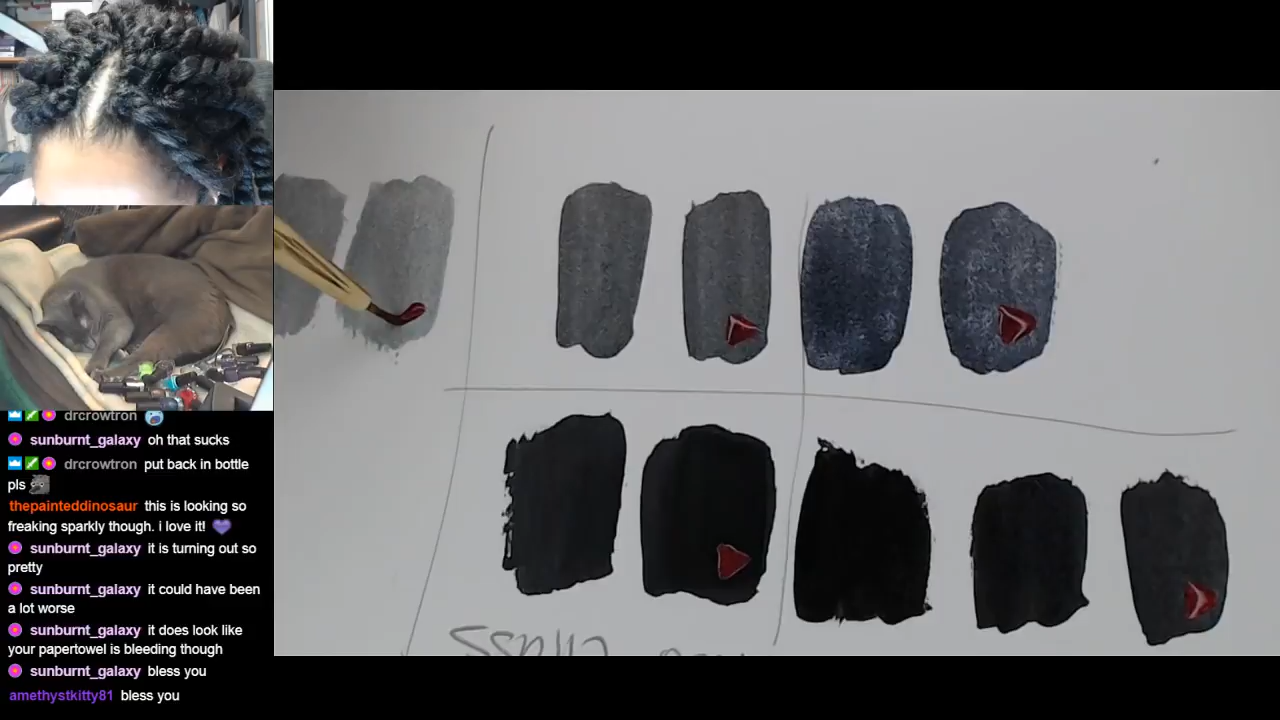 drcrowtron
sunburnt_galaxy oh that sucks
drcrowtron put back in bottle
pls
thepainteddinosaur this is looking so
freaking sparkly though. i love it!
sunburnt_galaxy it is turning out so
pretty
sunburnt_galaxy it could have been
a lot worse
sunburnt_galaxy it does look like
your papertowel is bleeding though
sunburnt_galaxy bless you
amethystkitty81 bless you